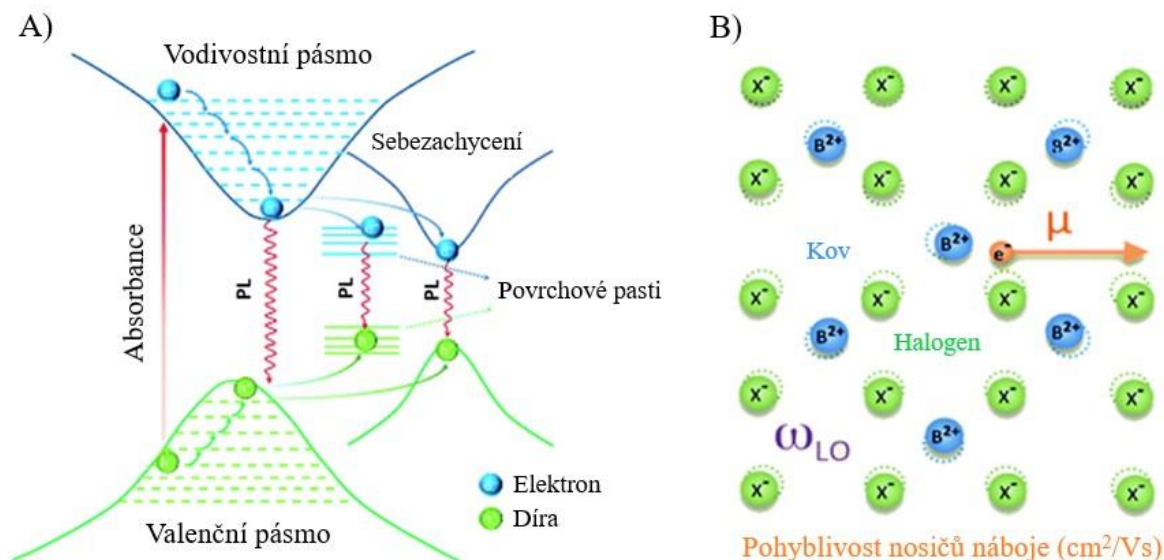 A)
Vodivostní pásmo
Sebezachycení
Absorbance
PL
PL
PL
Povrchové pasti
Elektron
Díra
Valenční pásmo
B)
X⁻ X⁻ X⁻ X⁻
B²⁺ B²⁺
X⁻ X⁻ X⁻ X⁻
μ
Kov B²⁺ e⁻
X⁻ X⁻ X⁻ X⁻
B²⁺ Halogen B²⁺
X⁻ X⁻ X⁻ X⁻
ω_LO B²⁺
X⁻ X⁻ X⁻ X⁻
Pohyblivost nosičů náboje (cm²/Vs)